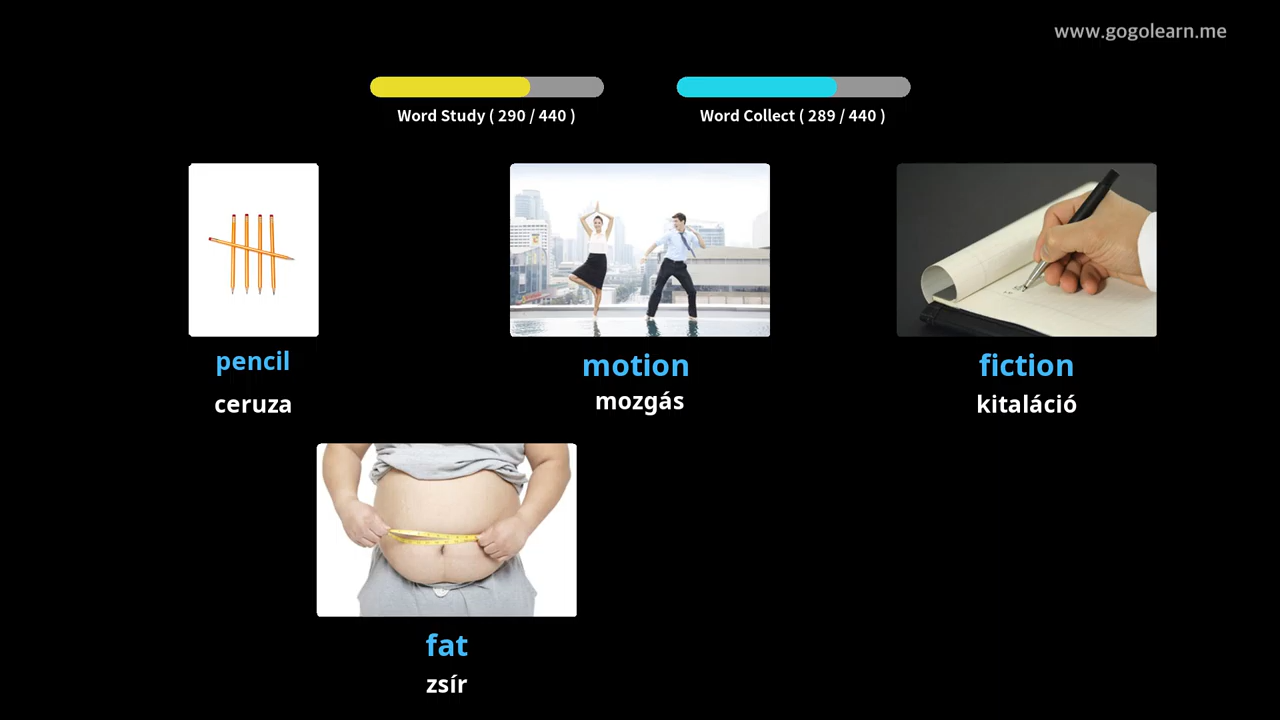 www.gogolearn.me
Word Study ( 290 / 440 )
Word Collect ( 289 / 440 )
pencil
ceruza
motion
mozgás
fiction
kitaláció
fat
zsír